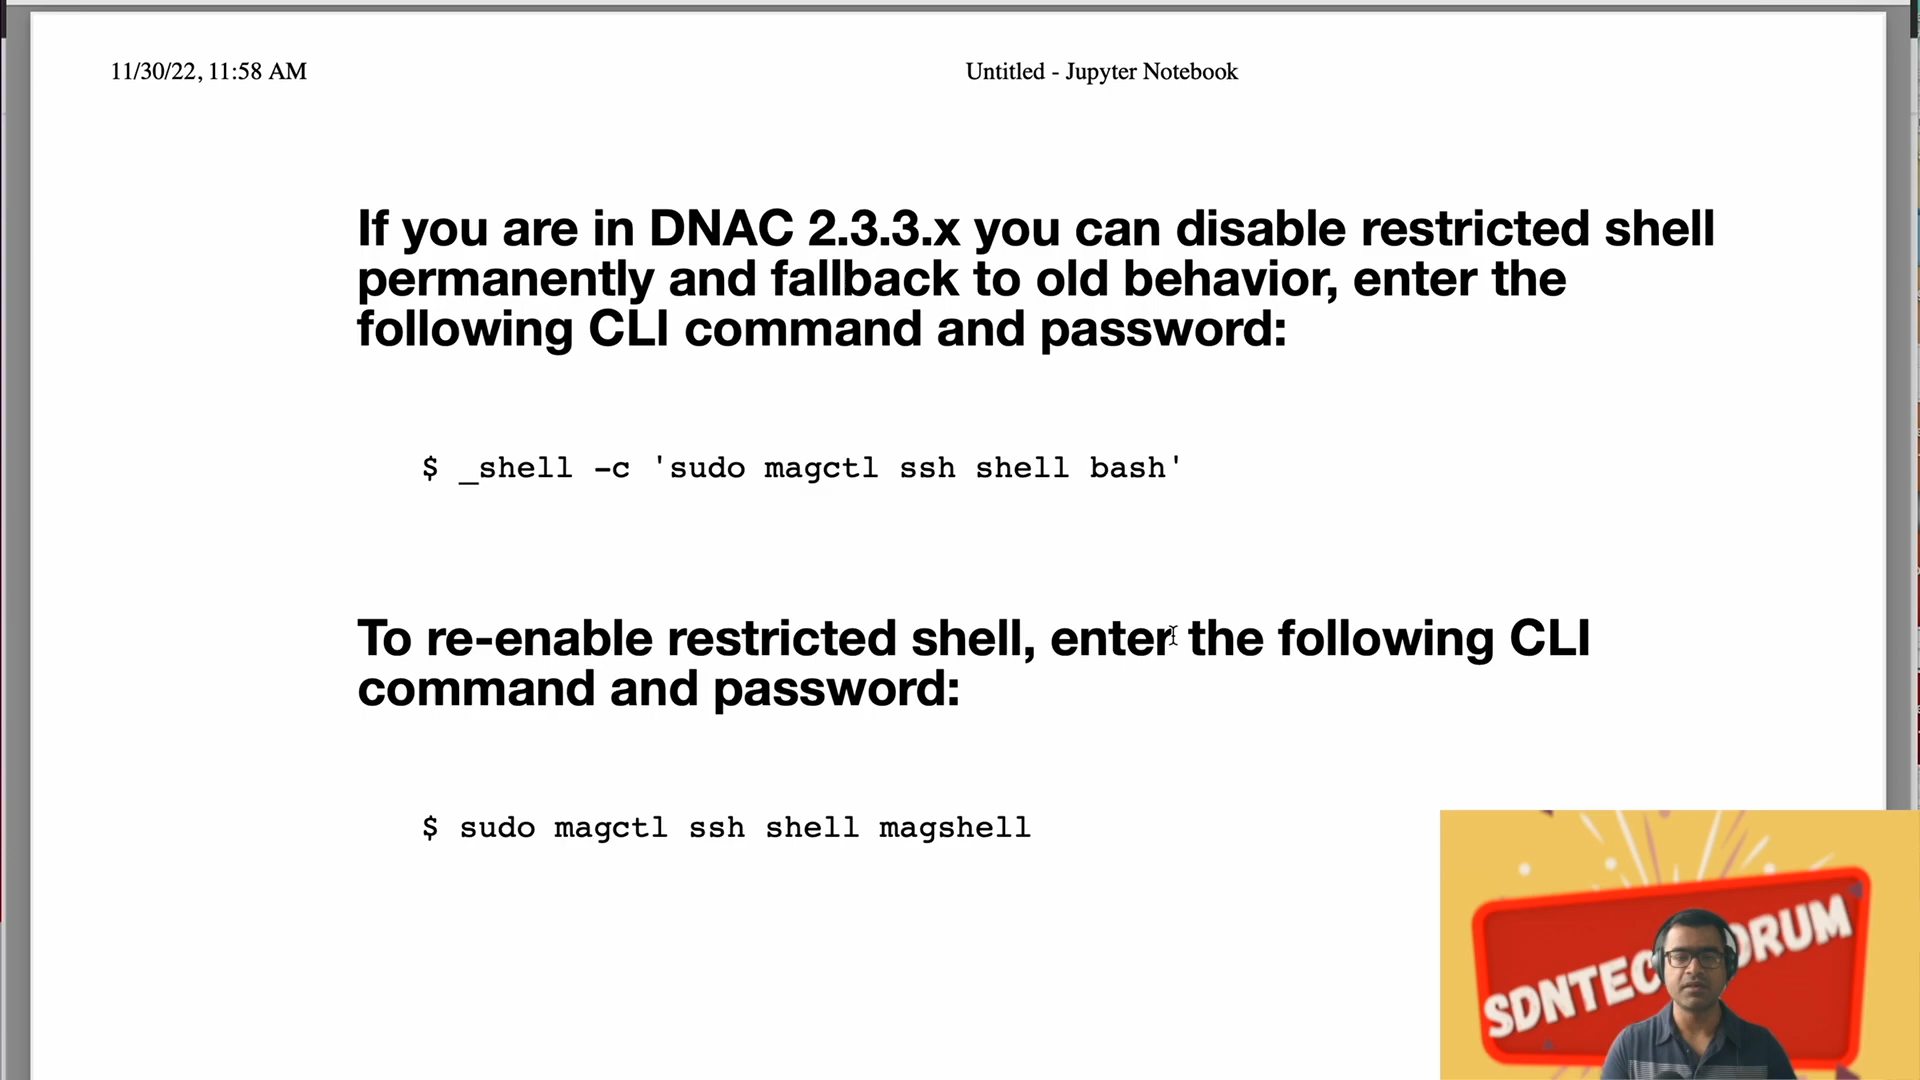 11/30/22, 11:58 AM
Untitled - Jupyter Notebook
If you are in DNAC 2.3.3.x you can disable restricted shell
permanently and fallback to old behavior, enter the
following CLI command and password:
$ _shell -c 'sudo magctl ssh shell bash'
To re-enable restricted shell, enter the following CLI
command and password:
$ sudo magctl ssh shell magshell
SDNTEC ORUM